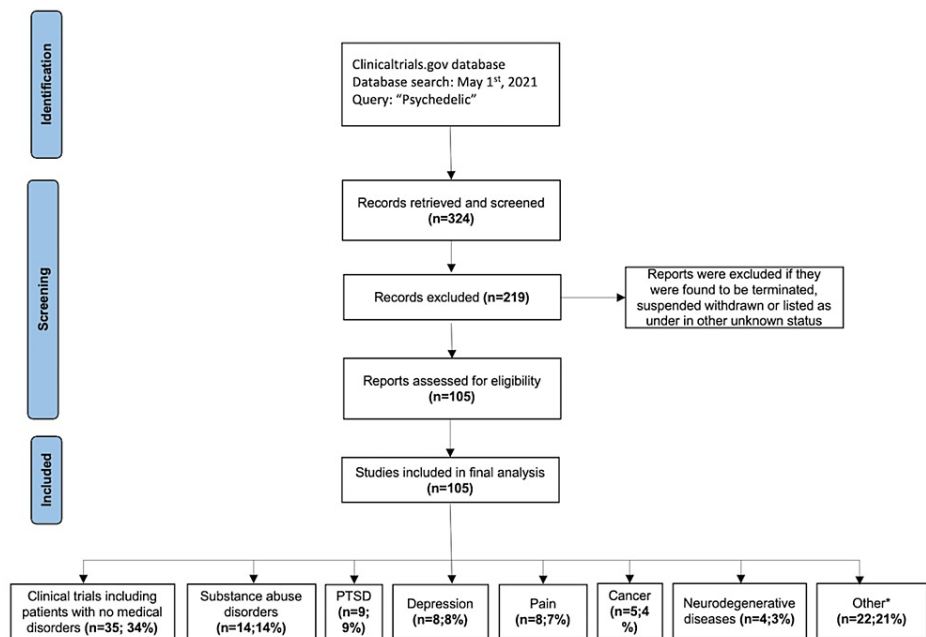 Identification
Clinicaltrials.gov database
Database search: May 1st, 2021
Query: “Psychedelic”
Screening
Records retrieved and screened
(n=324)
Records excluded (n=219)
Reports were excluded if they
were found to be terminated,
suspended withdrawn or listed as
under in other unknown status
Reports assessed for eligibility
(n=105)
Included
Studies included in final analysis
(n=105)
Clinical trials including
patients with no medical
disorders (n=35; 34%)
Substance abuse
disorders
(n=14;14%)
PTSD
(n=9;
9%)
Depression
(n=8;8%)
Pain
(n=8;7%)
Cancer
(n=5;4
%)
Neurodegenerative
diseases (n=4;3%)
Other*
(n=22;21%)